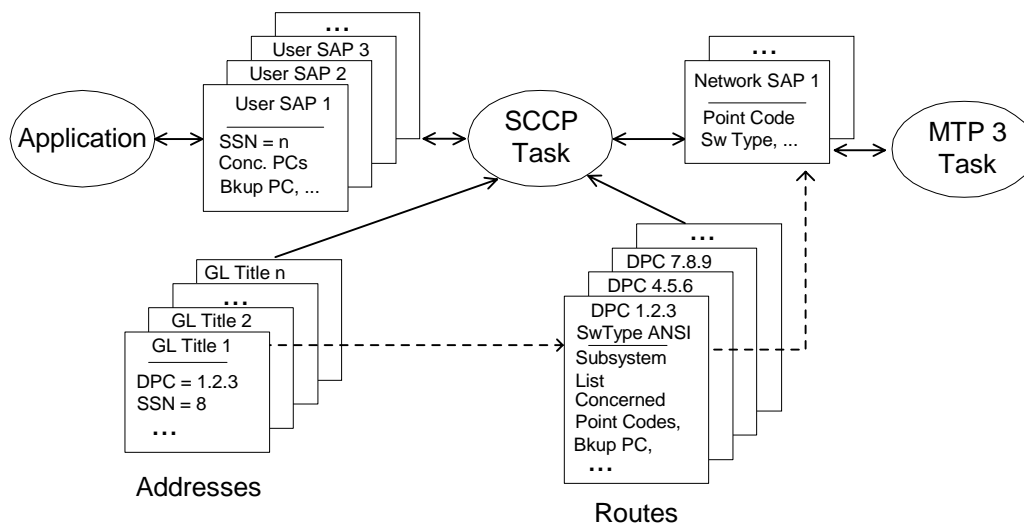 ...
User SAP 3
User SAP 2
User SAP 1
SSN = n
Conc. PCs
Bkup PC, ...
Application
SCCP
Task
...
Network SAP 1
Point Code
Sw Type, ...
MTP 3
Task
GL Title n
...
GL Title 2
GL Title 1
DPC = 1.2.3
SSN = 8
...
Addresses
...
DPC 7.8.9
DPC 4.5.6
DPC 1.2.3
SwType ANSI
Subsystem
List
Concerned
Point Codes,
Bkup PC,
...
Routes